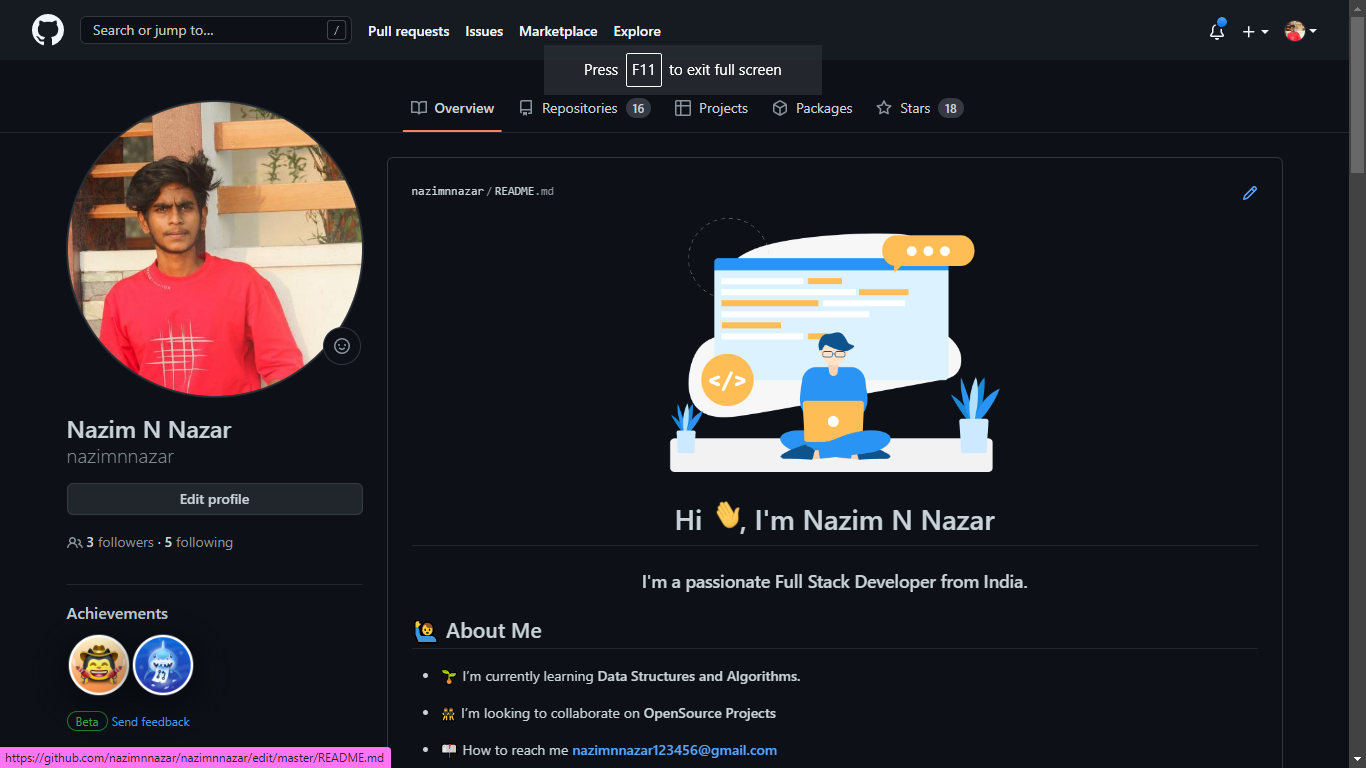 Search or jump to... /
Pull requests Issues Marketplace Explore
Press F11 to exit full screen
Overview Repositories 16 Projects Packages Stars 18
nazimnnazar/README.md
</>
Nazim N Nazar
nazimnnazar
Edit profile
3 followers · 5 following
Achievements
Beta Send feedback
Hi 👋, I'm Nazim N Nazar
I'm a passionate Full Stack Developer from India.
🙋‍♂️ About Me
• 🌱 I’m currently learning Data Structures and Algorithms.
• 👯 I’m looking to collaborate on OpenSource Projects
• 📫 How to reach me nazimnnazar123456@gmail.com
https://github.com/nazimnnazar/nazimnnazar/edit/master/README.md